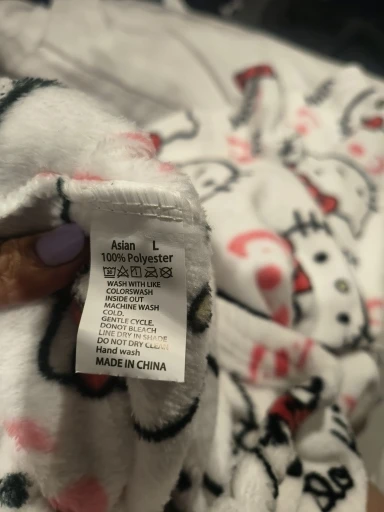 Asian L
100% Polyester
WASH WITH LIKE
COLORSWASH
INSIDE OUT
MACHINE WASH
COLD.
GENTLE CYCLE.
DONOT BLEACH
LINE DRY IN SHADE.
DO NOT DRY CLEAN
Hand wash
MADE IN CHINA